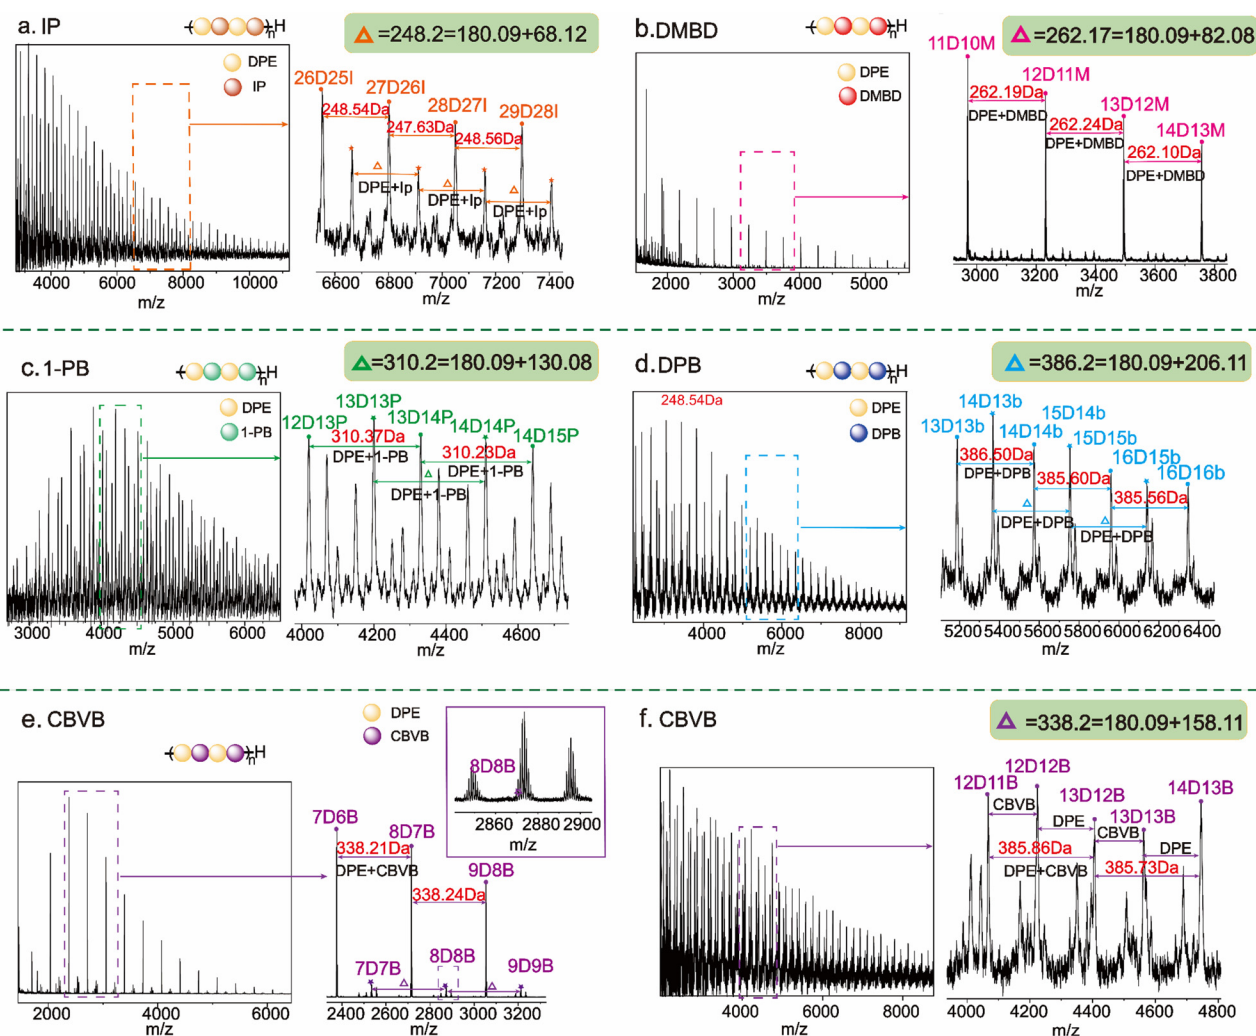 a. IP
H
n
DPE
IP
△=248.2=180.09+68.12
4000 6000 8000 10000
m/z
26D25I
27D26I
28D27I
29D28I
248.54Da
247.63Da
248.56Da
* * * *
△ △ △
DPE+Ip
DPE+Ip
DPE+Ip
6600 6800 7000 7200 7400
m/z
b.DMBD
H
n
DPE
DMBD
△=262.17=180.09+82.08
2000 3000 4000 5000
m/z
11D10M
12D11M
13D12M
14D13M
262.19Da
DPE+DMBD
262.24Da
DPE+DMBD
262.10Da
DPE+DMBD
3000 3200 3400 3600 3800
m/z
c. 1-PB
H
n
DPE
1-PB
△=310.2=180.09+130.08
3000 4000 5000 6000
m/z
12D13P
13D13P
13D14P
14D14P
14D15P
310.37Da
DPE+1-PB
310.23Da
DPE+1-PB
△
DPE+1-PB
4000 4200 4400 4600
m/z
d. DPB
H
n
DPE
DPB
△=386.2=180.09+206.11
248.54Da
4000 6000 8000
m/z
13D13b
14D13b
14D14b
15D14b
15D15b
16D15b
16D16b
386.50Da
DPE+DPB
385.60Da
385.56Da
△
DPE+DPB
△
DPE+DPB
5200 5400 5600 5800 6000 6200 6400
m/z
e. CBVB
H
n
DPE
CBVB
2000 4000 6000
m/z
8D8B
2860 2880 2900
m/z
7D6B
8D7B
9D8B
338.21Da
DPE+CBVB
338.24Da
7D7B
8D8B
9D9B
△ △
2400 2600 2800 3000 3200
m/z
f. CBVB
△=338.2=180.09+158.11
4000 6000 8000
m/z
12D11B
12D12B
13D12B
13D13B
14D13B
CBVB
DPE
CBVB
DPE
385.86Da
DPE+CBVB
385.73Da
4000 4200 4400 4600 4800
m/z